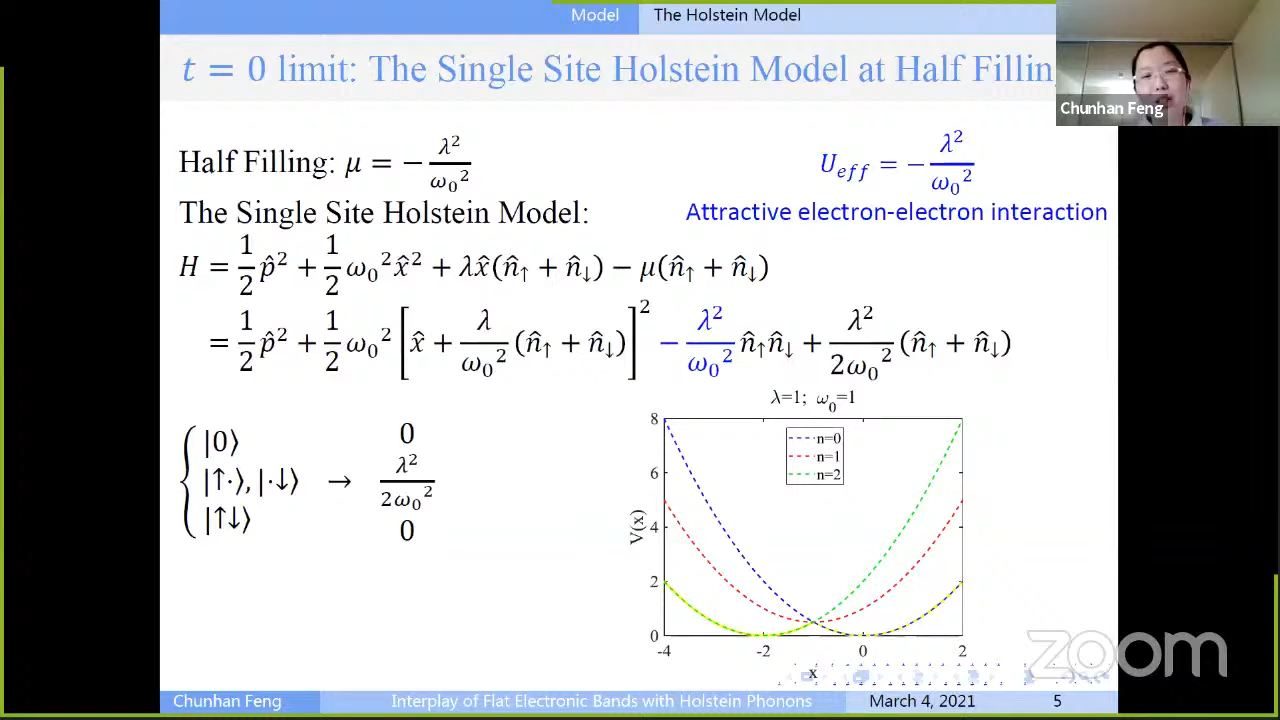 Model The Holstein Model
t = 0 limit: The Single Site Holstein Model at Half Fillin
Chunhan Feng
Half Filling: μ = −λ²/ω₀²
U_eff = −λ²/ω₀²
The Single Site Holstein Model:
Attractive electron-electron interaction
H = 1/2 p̂² + 1/2 ω₀² x̂² + λx̂(n̂↑ + n̂↓) − μ(n̂↑ + n̂↓)
= 1/2 p̂² + 1/2 ω₀² [x̂ + λ/ω₀² (n̂↑ + n̂↓)]² − λ²/ω₀² n̂↑n̂↓ + λ²/2ω₀² (n̂↑ + n̂↓)
|0⟩ 0
|↑·⟩, |·↓⟩ → λ²/2ω₀²
|↑↓⟩ 0
λ=1; ω₀=1
n=0
n=1
n=2
V(x)
8
6
4
2
0
-4 -2 0 2
x
zoom
Chunhan Feng Interplay of Flat Electronic Bands with Holstein Phonons March 4, 2021 5